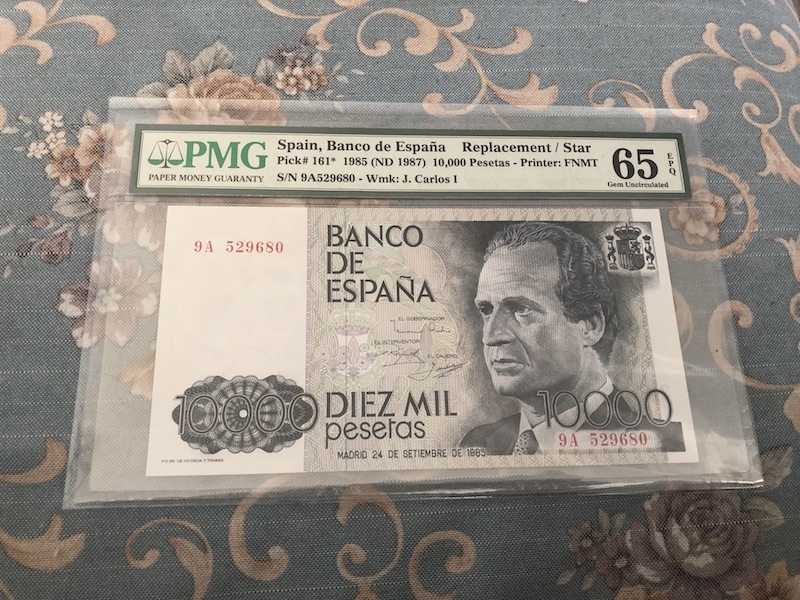 PMG
PAPER MONEY GUARANTY
Spain, Banco de España Replacement / Star
Pick# 161* 1985 (ND 1987) 10,000 Pesetas - Printer: FNMT
S/N 9A529680 - Wmk: J. Carlos I
65
EPQ
Gem Uncirculated
9A 529680
BANCO
DE
ESPAÑA
EL GOBERNADOR
EL INTERVENTOR
EL CAJERO
10000
DIEZ MIL
pesetas
10000
9A 529680
MADRID 24 DE SETIEMBRE DE 1985